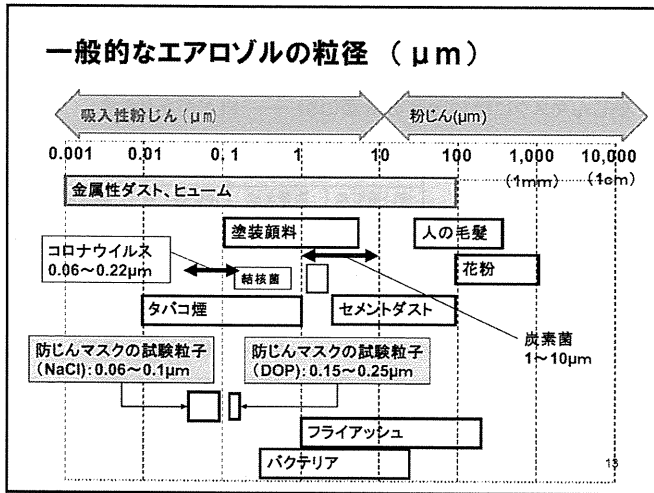 一般的なエアロゾルの粒径 （μm）
吸入性粉じん（μm）
粉じん(μm)
0.001 0.01 0.1 1 10 100 1,000 10,000
(1mm) (1cm)
金属性ダスト、ヒューム
塗装顔料
人の毛髪
コロナウイルス
0.06～0.22μm
結核菌
花粉
タバコ煙
セメントダスト
炭素菌
1～10μm
防じんマスクの試験粒子
(NaCl)：0.06～0.1μm
防じんマスクの試験粒子
(DOP)：0.15～0.25μm
フライアッシュ
バクテリア
13